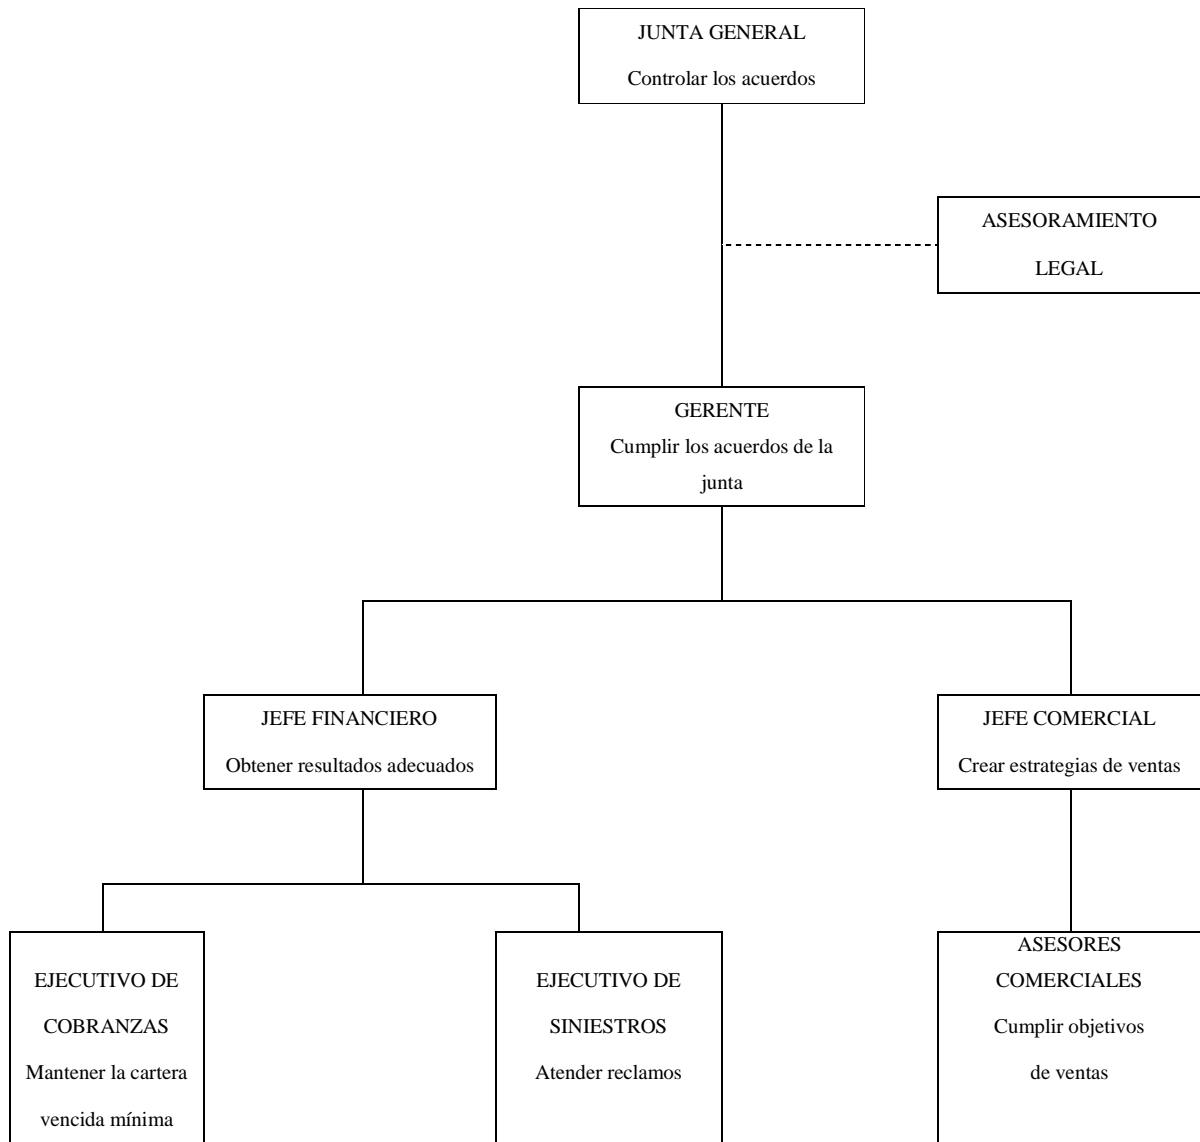 JUNTA GENERAL
Controlar los acuerdos
ASESORAMIENTO
LEGAL
GERENTE
Cumplir los acuerdos de la
junta
JEFE FINANCIERO
Obtener resultados adecuados
JEFE COMERCIAL
Crear estrategias de ventas
EJECUTIVO DE
COBRANZAS
Mantener la cartera
vencida mínima
EJECUTIVO DE
SINIESTROS
Atender reclamos
ASESORES
COMERCIALES
Cumplir objetivos
de ventas